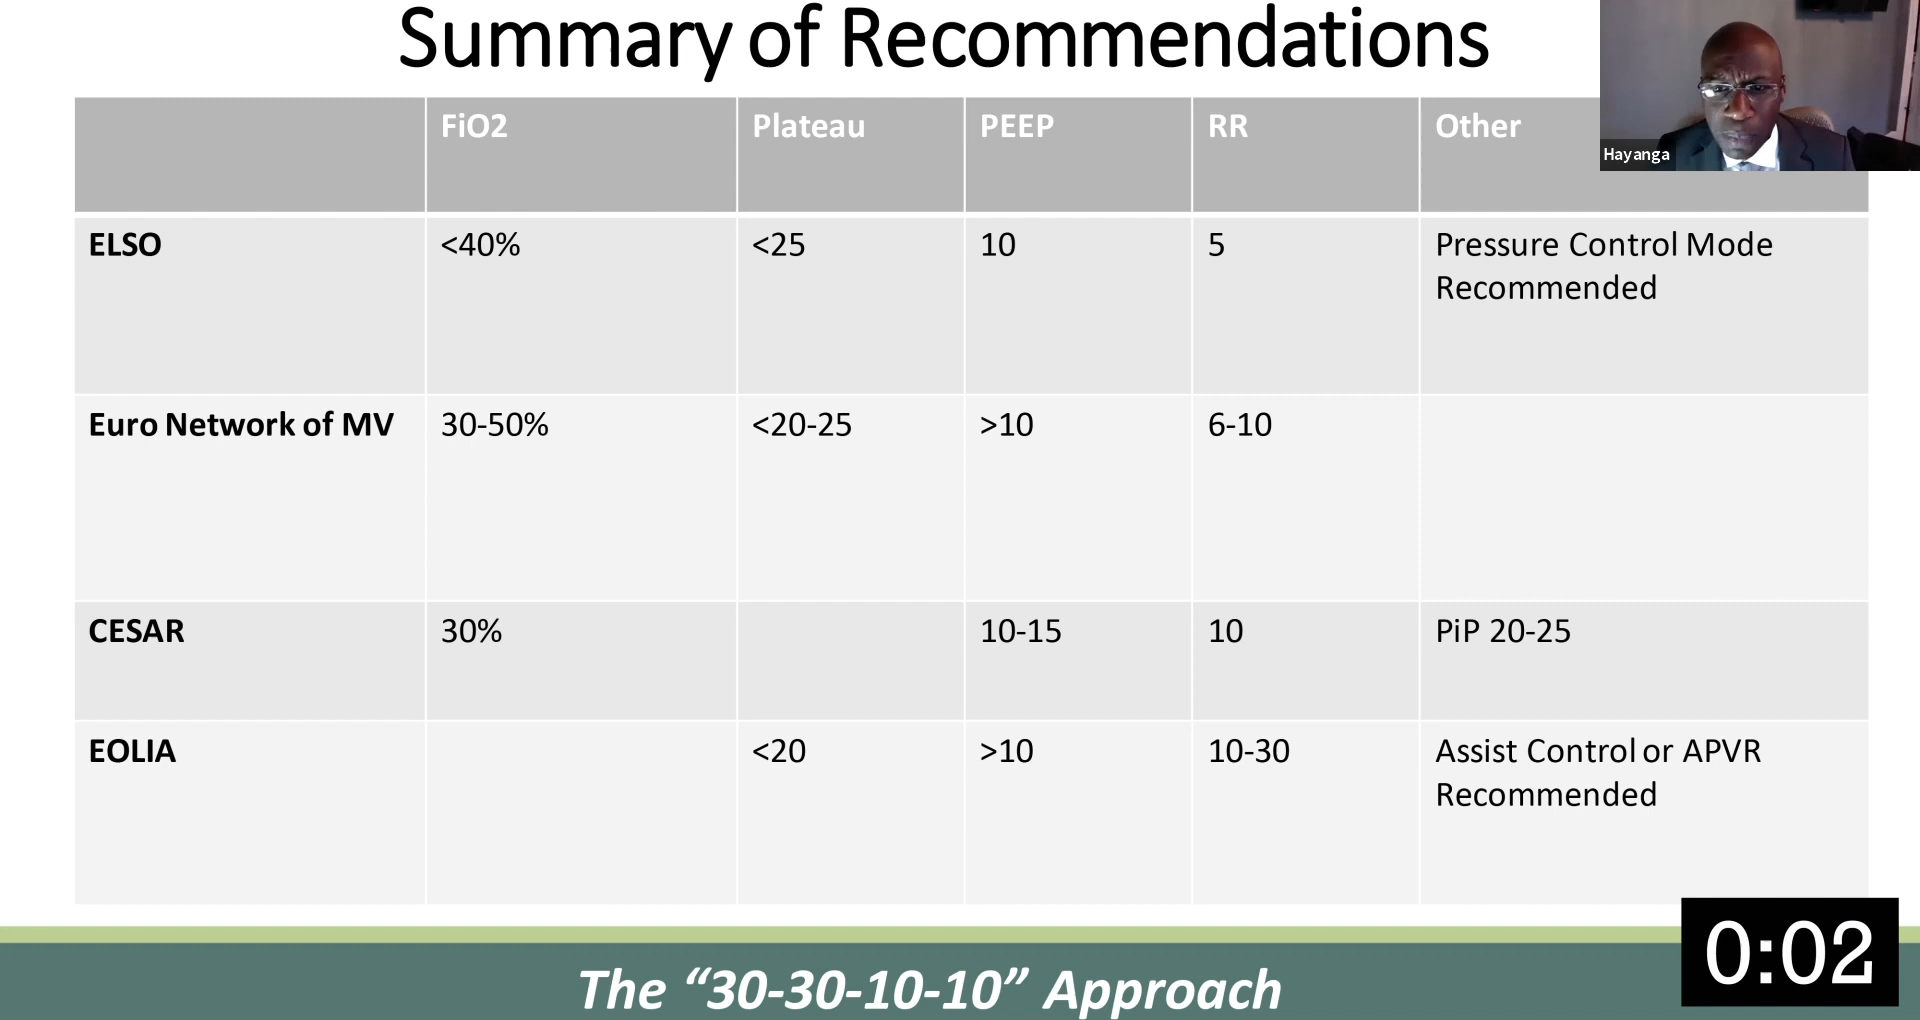 Summary of Recommendations
FiO2 Plateau PEEP RR Other
Hayanga
ELSO <40% <25 10 5 Pressure Control Mode
Recommended
Euro Network of MV 30-50% <20-25 >10 6-10
CESAR 30% 10-15 10 PiP 20-25
EOLIA <20 >10 10-30 Assist Control or APVR
Recommended
The “30-30-10-10” Approach
0:02